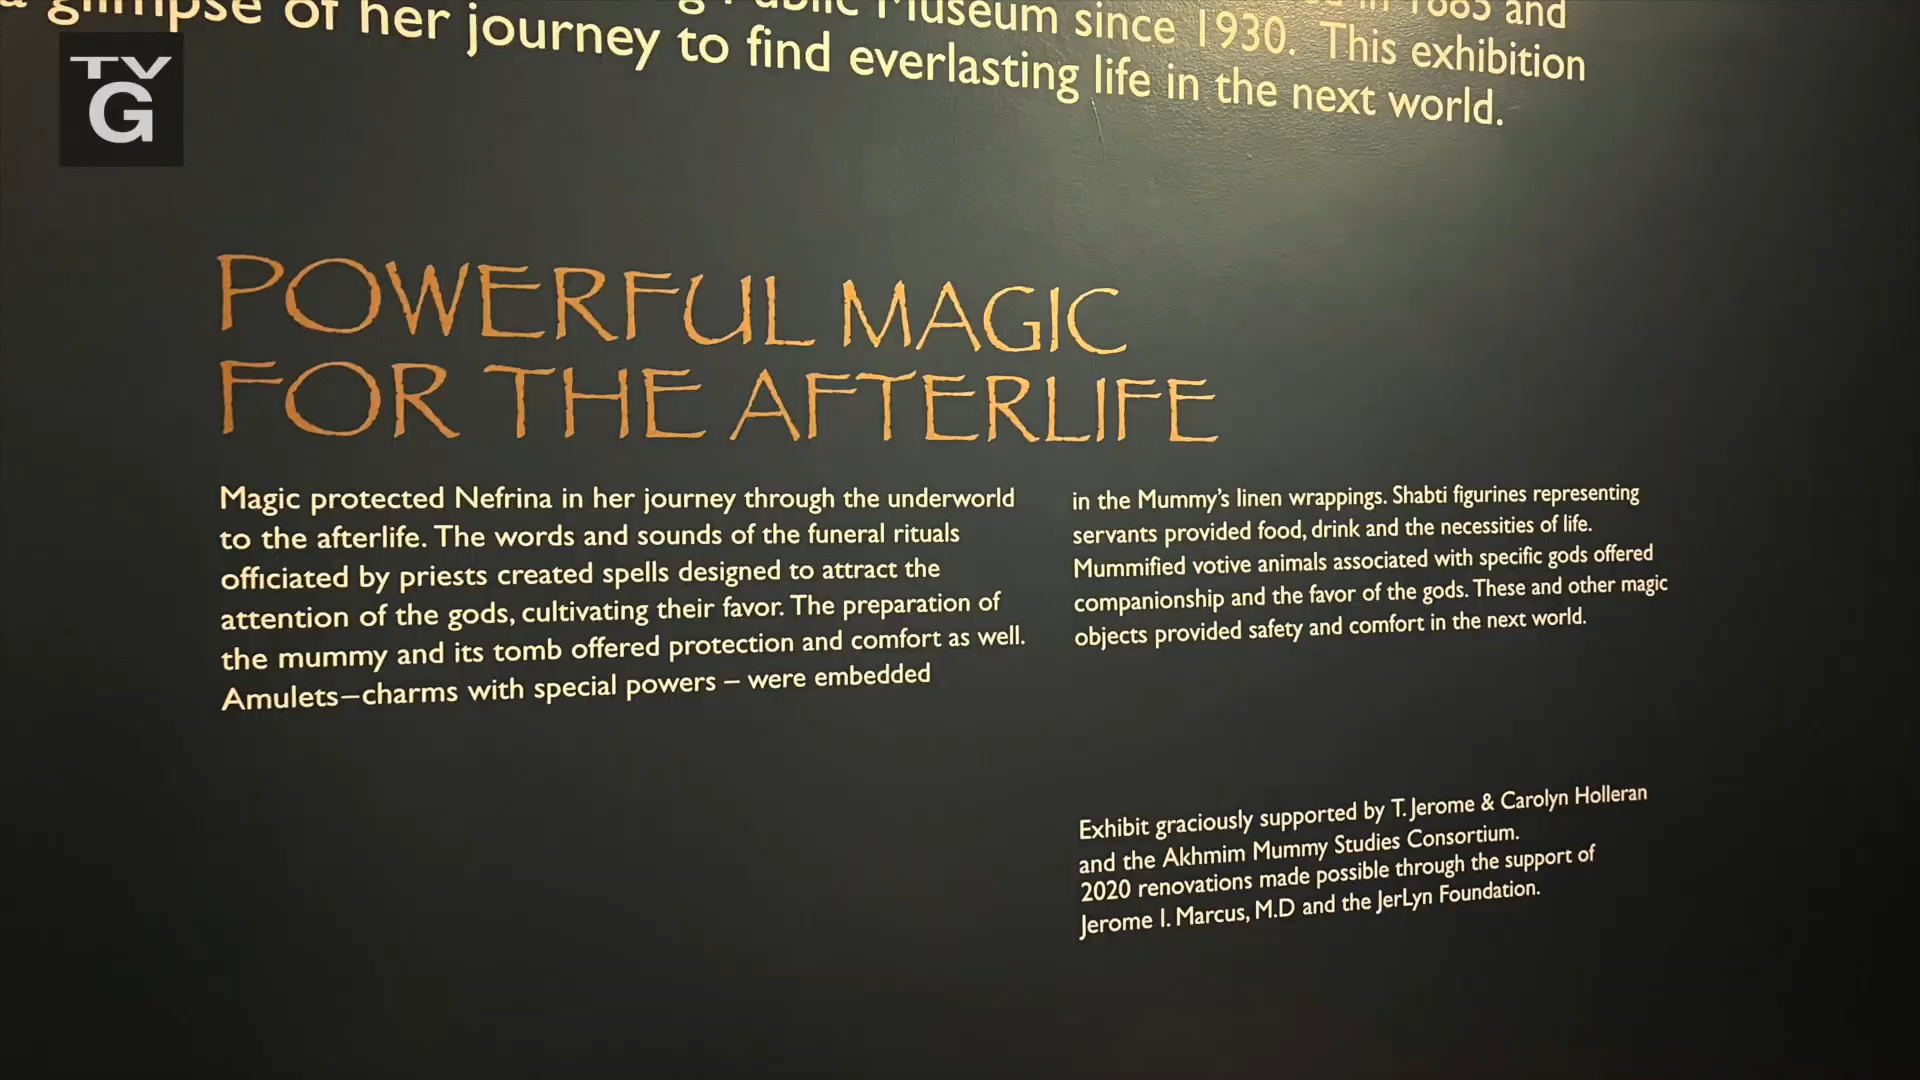 Museum since 1930. This exhibition
of her journey to find everlasting life in the next world.
TV
G
POWERFUL MAGIC
FOR THE AFTERLIFE
Magic protected Nefrina in her journey through the underworld
to the afterlife. The words and sounds of the funeral rituals
officiated by priests created spells designed to attract the
attention of the gods, cultivating their favor. The preparation of
the mummy and its tomb offered protection and comfort as well.
Amulets—charms with special powers – were embedded
in the Mummy's linen wrappings. Shabti figurines representing
servants provided food, drink and the necessities of life.
Mummified votive animals associated with specific gods offered
companionship and the favor of the gods. These and other magic
objects provided safety and comfort in the next world.
Exhibit graciously supported by T. Jerome & Carolyn Holleran
and the Akhmim Mummy Studies Consortium.
2020 renovations made possible through the support of
Jerome I. Marcus, M.D and the JerLyn Foundation.